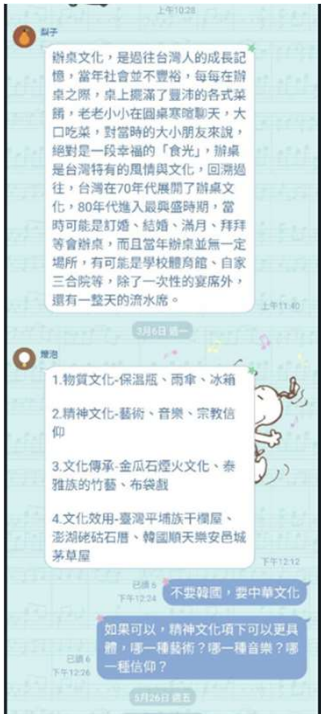 上午10:28
梨子
辦桌文化，是過往台灣人的成長記
憶，當年社會並不豐裕，每每在辦
桌之際，桌上擺滿了豐沛的各式菜
餚，老老小小在圓桌寒暄聊天，大
口吃菜，對當時的大小朋友來說，
絕對是一段幸福的「食光」，辦桌
是台灣特有的風情與文化，回溯過
往，台灣在70年代展開了辦桌文
化，80年代進入最興盛時期，當
時可能是訂婚、結婚、滿月、拜拜
等會辦桌，而且當年辦桌並無一定
場所，有可能是學校體育館、自家
三合院等，除了一次性的宴席外，
還有一整天的流水席。
上午11:40
3月6日 週一
燈泡
1.物質文化-保溫瓶、雨傘、冰箱
2.精神文化-藝術、音樂、宗教信
仰
3.文化傳承-金瓜石煙火文化、泰
雅族的竹藝、布袋戲
4.文化效用-臺灣平埔族干欄屋、
澎湖硓𥑮石厝、韓國順天樂安邑城
茅草屋
下午12:12
已讀 6
下午12:24
不要韓國，要中華文化
如果可以，精神文化項下可以更具
體，哪一種藝術？哪一種音樂？哪
一種信仰？
已讀 6
下午12:26
5月26日 週五